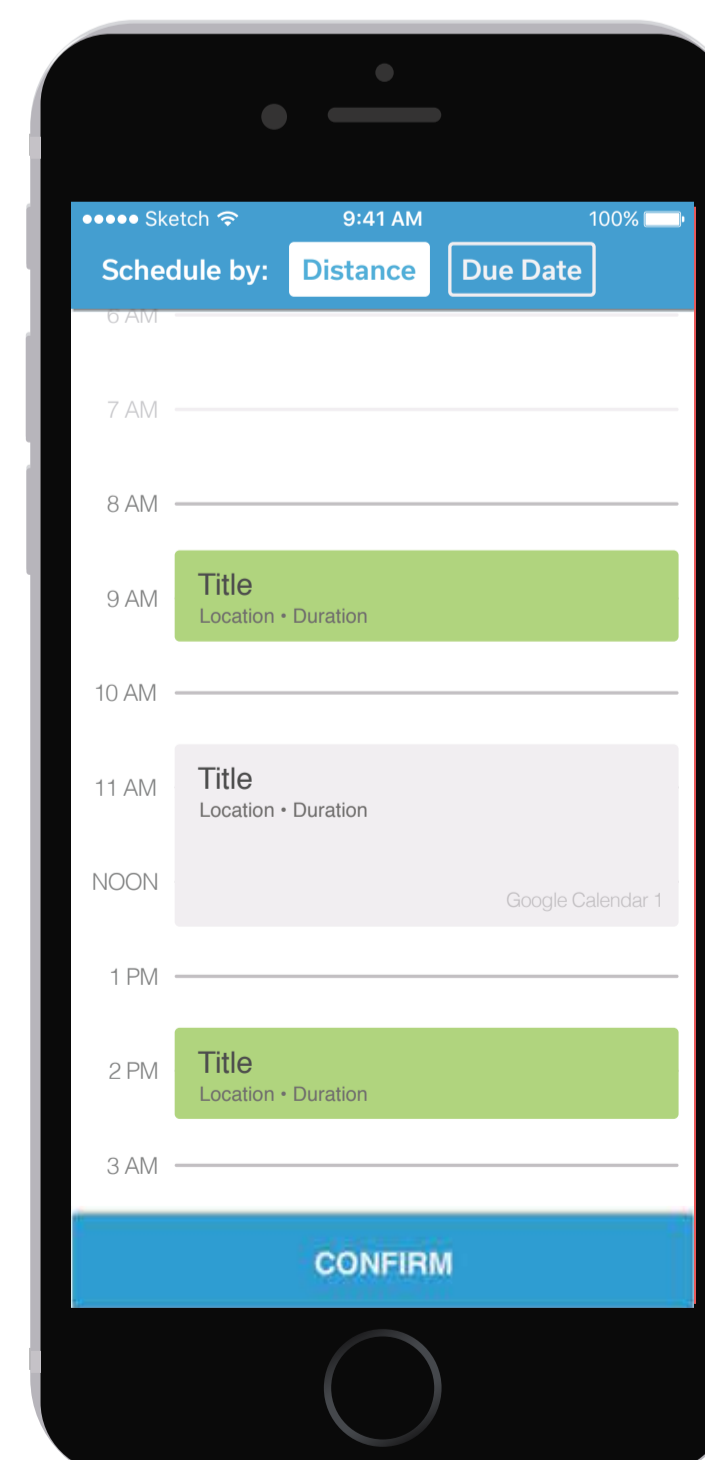 Sketch 9:41 AM 100%
Schedule by: Distance Due Date
6 AM
7 AM
8 AM
9 AM
Title
Location • Duration
10 AM
11 AM
Title
Location • Duration
NOON
Google Calendar 1
1 PM
2 PM
Title
Location • Duration
3 AM
CONFIRM